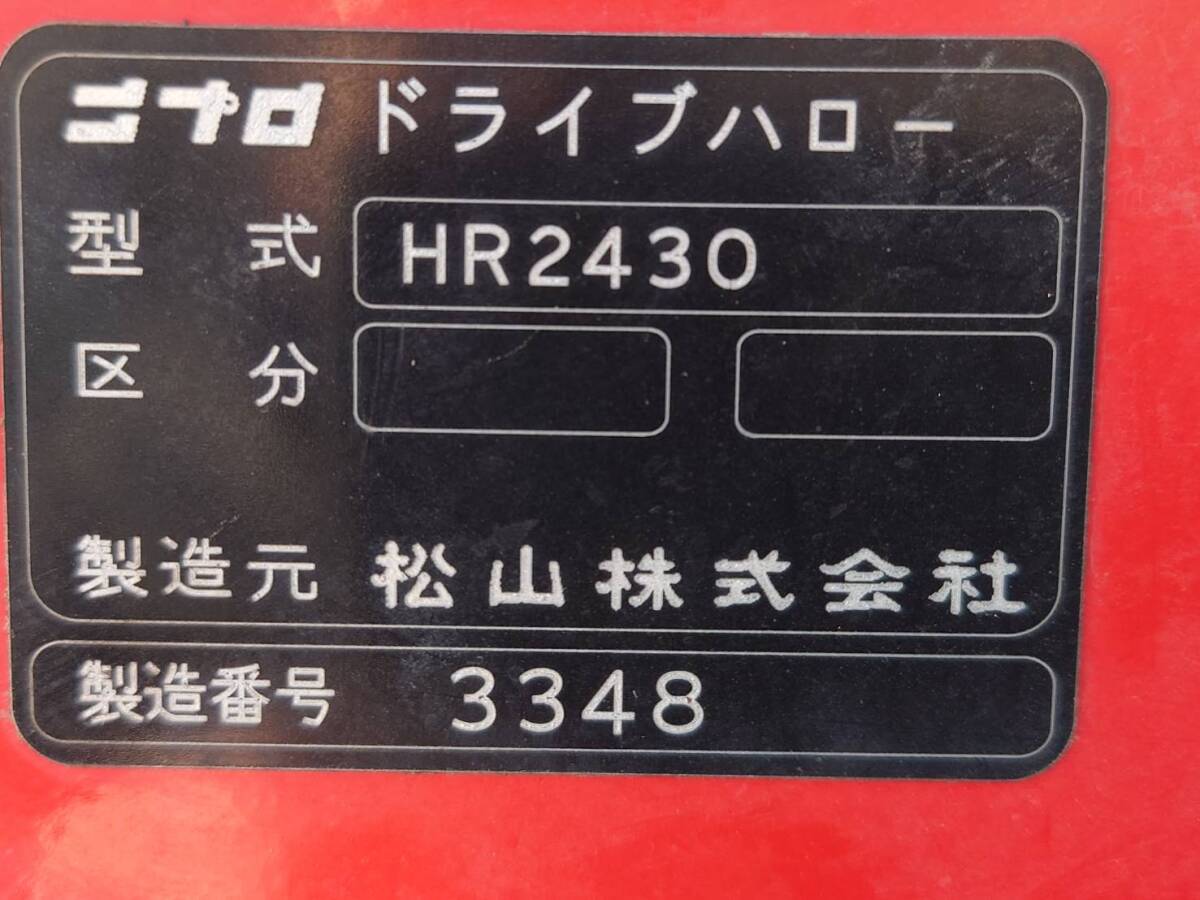 ニプロ ドライブハロー
型式 HR2430
区分
製造元 松山株式会社
製造番号 3348